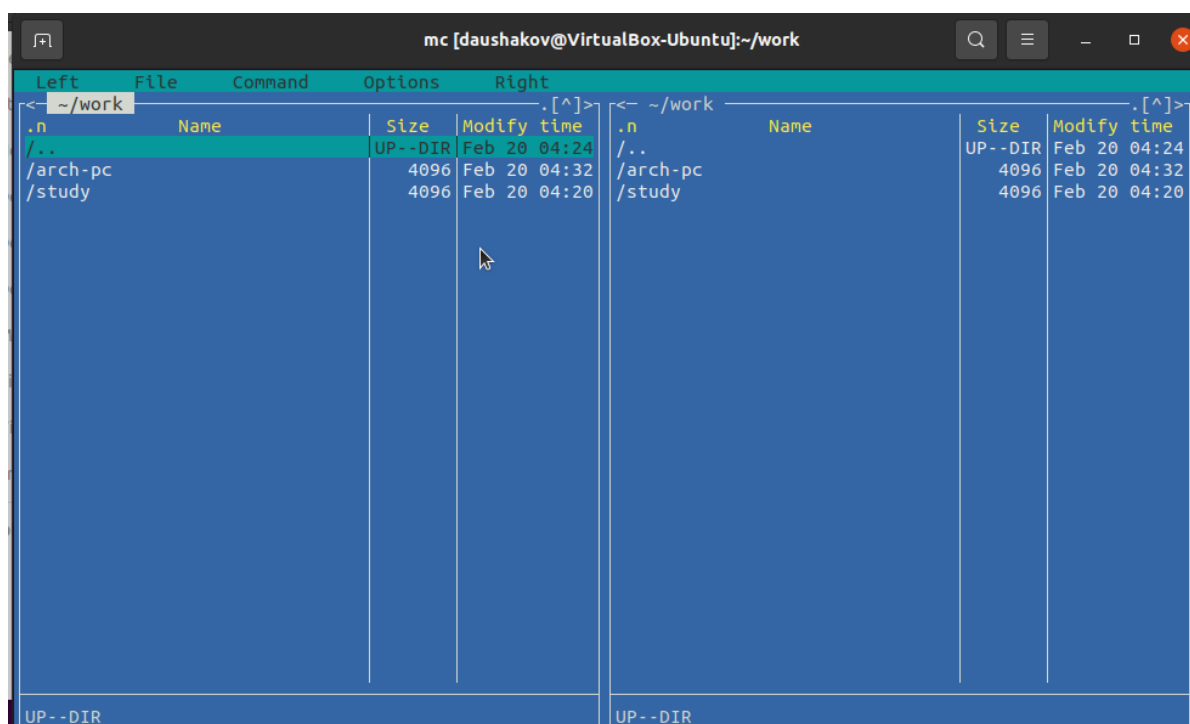 mc [daushakov@VirtualBox-Ubuntu]:~/work
Left File Command Options Right
<─ ~/work ─.[^]>┐ <─ ~/work ─.[^]>
.n Name Size Modify time .n Name Size Modify time
/.. UP--DIR Feb 20 04:24 /.. UP--DIR Feb 20 04:24
/arch-pc 4096 Feb 20 04:32 /arch-pc 4096 Feb 20 04:32
/study 4096 Feb 20 04:20 /study 4096 Feb 20 04:20
UP--DIR UP--DIR